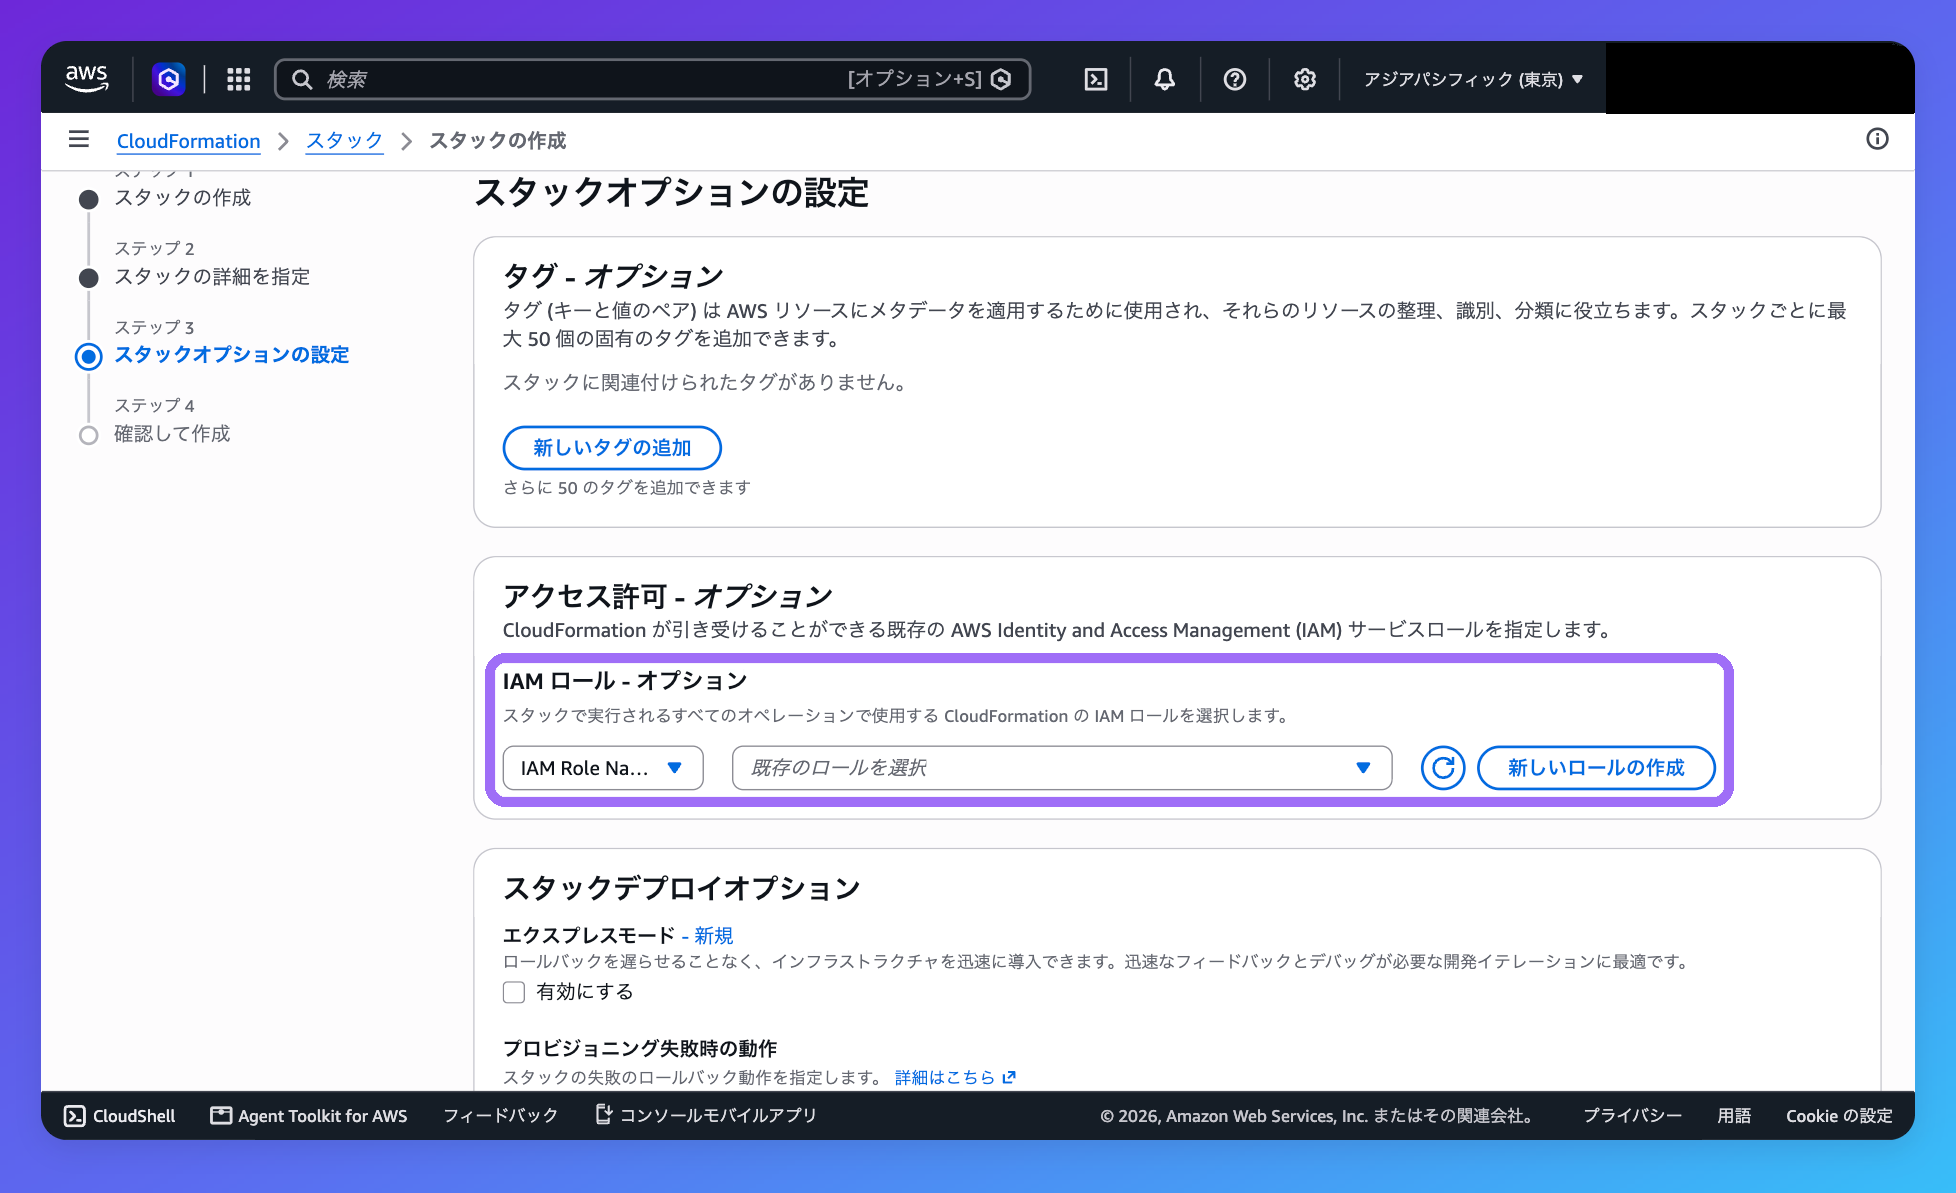 aws
検索
[オプション+S]
アジアパシフィック (東京)
CloudFormation
スタック
スタックの作成
ステップ 1
スタックの作成
ステップ 2
スタックの詳細を指定
ステップ 3
スタックオプションの設定
ステップ 4
確認して作成
スタックオプションの設定
タグ - オプション
タグ (キーと値のペア) は AWS リソースにメタデータを適用するために使用され、それらのリソースの整理、識別、分類に役立ちます。スタックごとに最
大 50 個の固有のタグを追加できます。
スタックに関連付けられたタグがありません。
新しいタグの追加
さらに 50 のタグを追加できます
アクセス許可 - オプション
CloudFormation が引き受けることができる既存の AWS Identity and Access Management (IAM) サービスロールを指定します。
IAM ロール - オプション
スタックで実行されるすべてのオペレーションで使用する CloudFormation の IAM ロールを選択します。
IAM Role Na...
既存のロールを選択
新しいロールの作成
スタックデプロイオプション
エクスプレスモード - 新規
ロールバックを遅らせることなく、インフラストラクチャを迅速に導入できます。迅速なフィードバックとデバッグが必要な開発イテレーションに最適です。
有効にする
プロビジョニング失敗時の動作
スタックの失敗のロールバック動作を指定します。 詳細はこちら
CloudShell
Agent Toolkit for AWS
フィードバック
コンソールモバイルアプリ
© 2026, Amazon Web Services, Inc. またはその関連会社。
プライバシー
用語
Cookie の設定